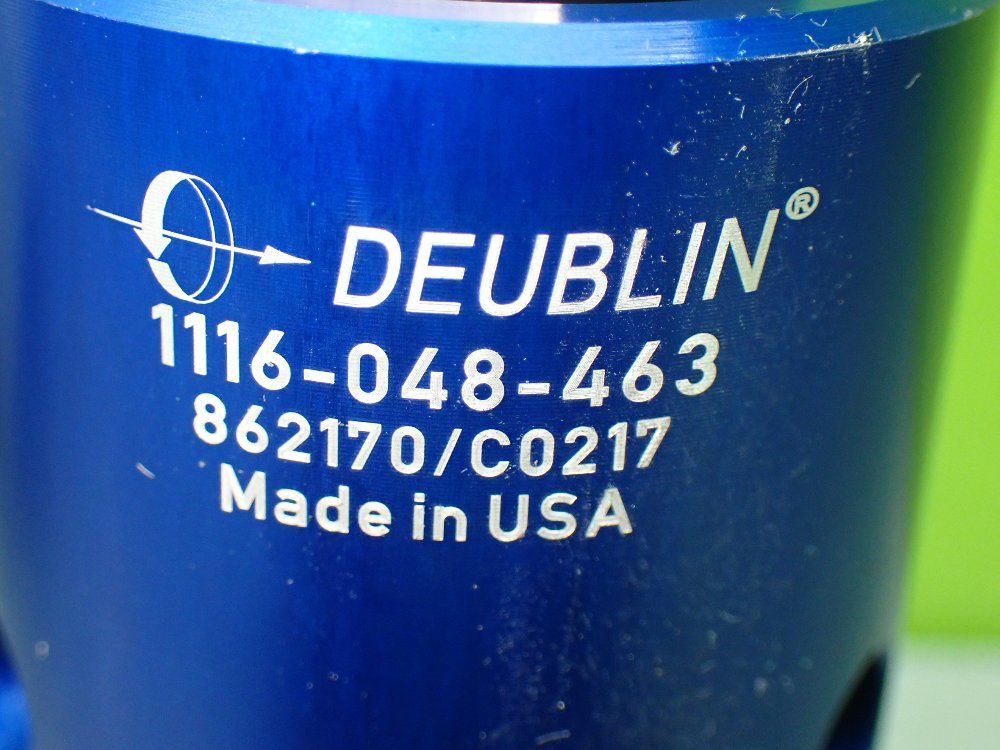 DEUBLIN®
1116-048-463
862170/C0217
Made in USA